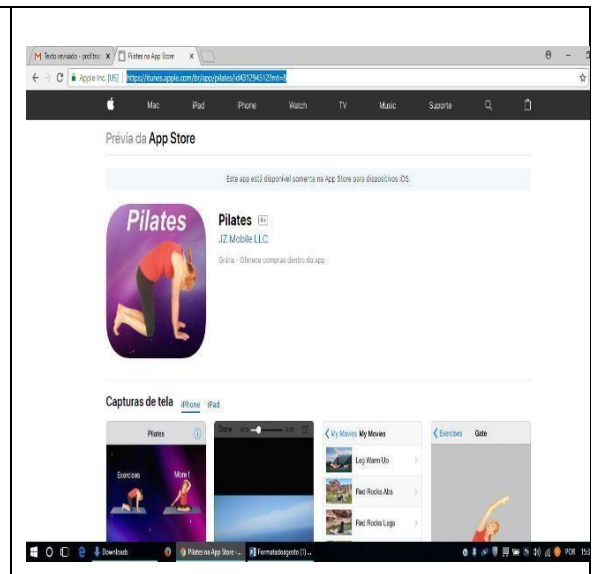 Texto revisado - prof.tra
Pilates na App Store
Apple Inc. [US] | https://itunes.apple.com/br/app/pilates/id431294512?mt=8
Mac iPad iPhone Watch TV Music Suporte
Prévia da App Store
Este app está disponível somente na App Store para dispositivos iOS.
Pilates
Pilates 4+
JZ Mobile LLC
Grátis - Oferece compras dentro do app
Capturas de tela iPhone iPad
Pilates
Exercises More!
Done
My Movies My Movies
Leg Warm Up
Red Rocks Abs
Red Rocks Legs
Exercises Gate
Downloads
Pilates na App Store -...
Formatadoagosto (1)...
POR